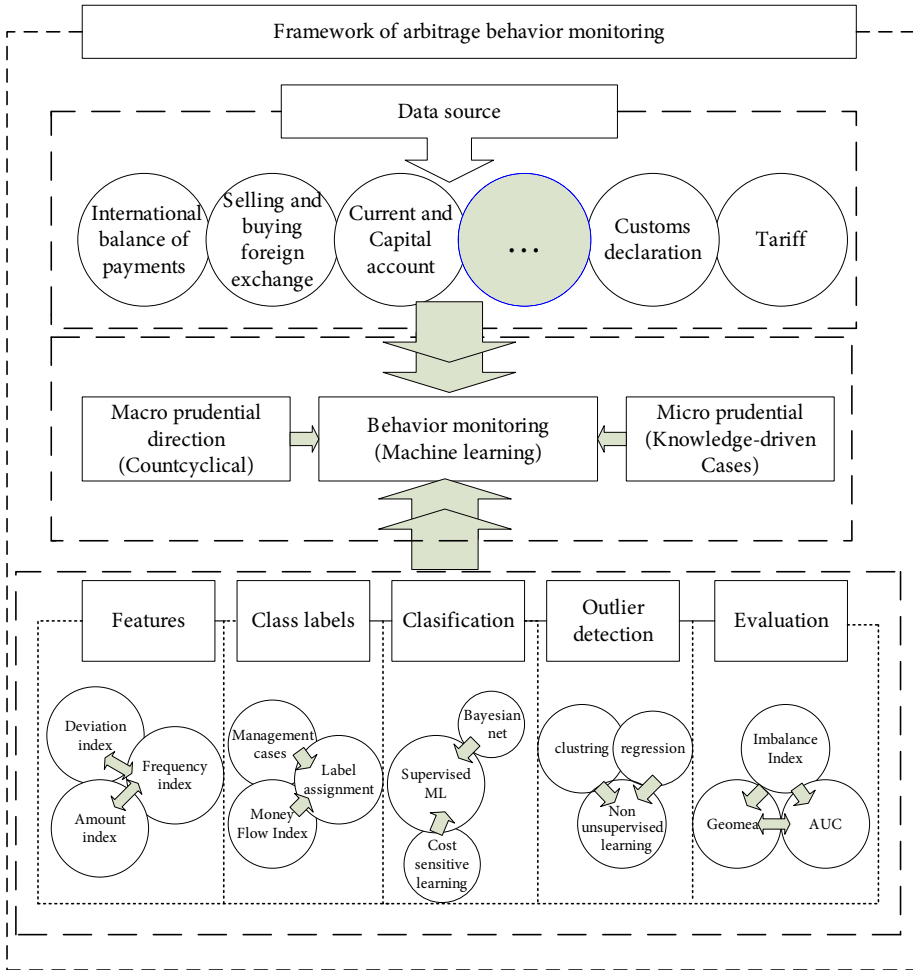 Framework of arbitrage behavior monitoring
Data source
International
balance of
payments
Selling and
buying
foreign
exchange
Current and
Capital
account
...
Customs
declaration
Tariff
Macro prudential
direction
(Countcyclical)
Behavior monitoring
(Machine learning)
Micro prudential
(Knowledge-driven
Cases)
Features
Class labels
Clasification
Outlier
detection
Evaluation
Deviation
index
Frequency
index
Amount
index
Management
cases
Label
assignment
Money
Flow Index
Bayesian
net
Supervised
ML
Cost
sensitive
learning
clustring
regression
Non
unsupervised
learning
Imbalance
Index
Geomea
AUC